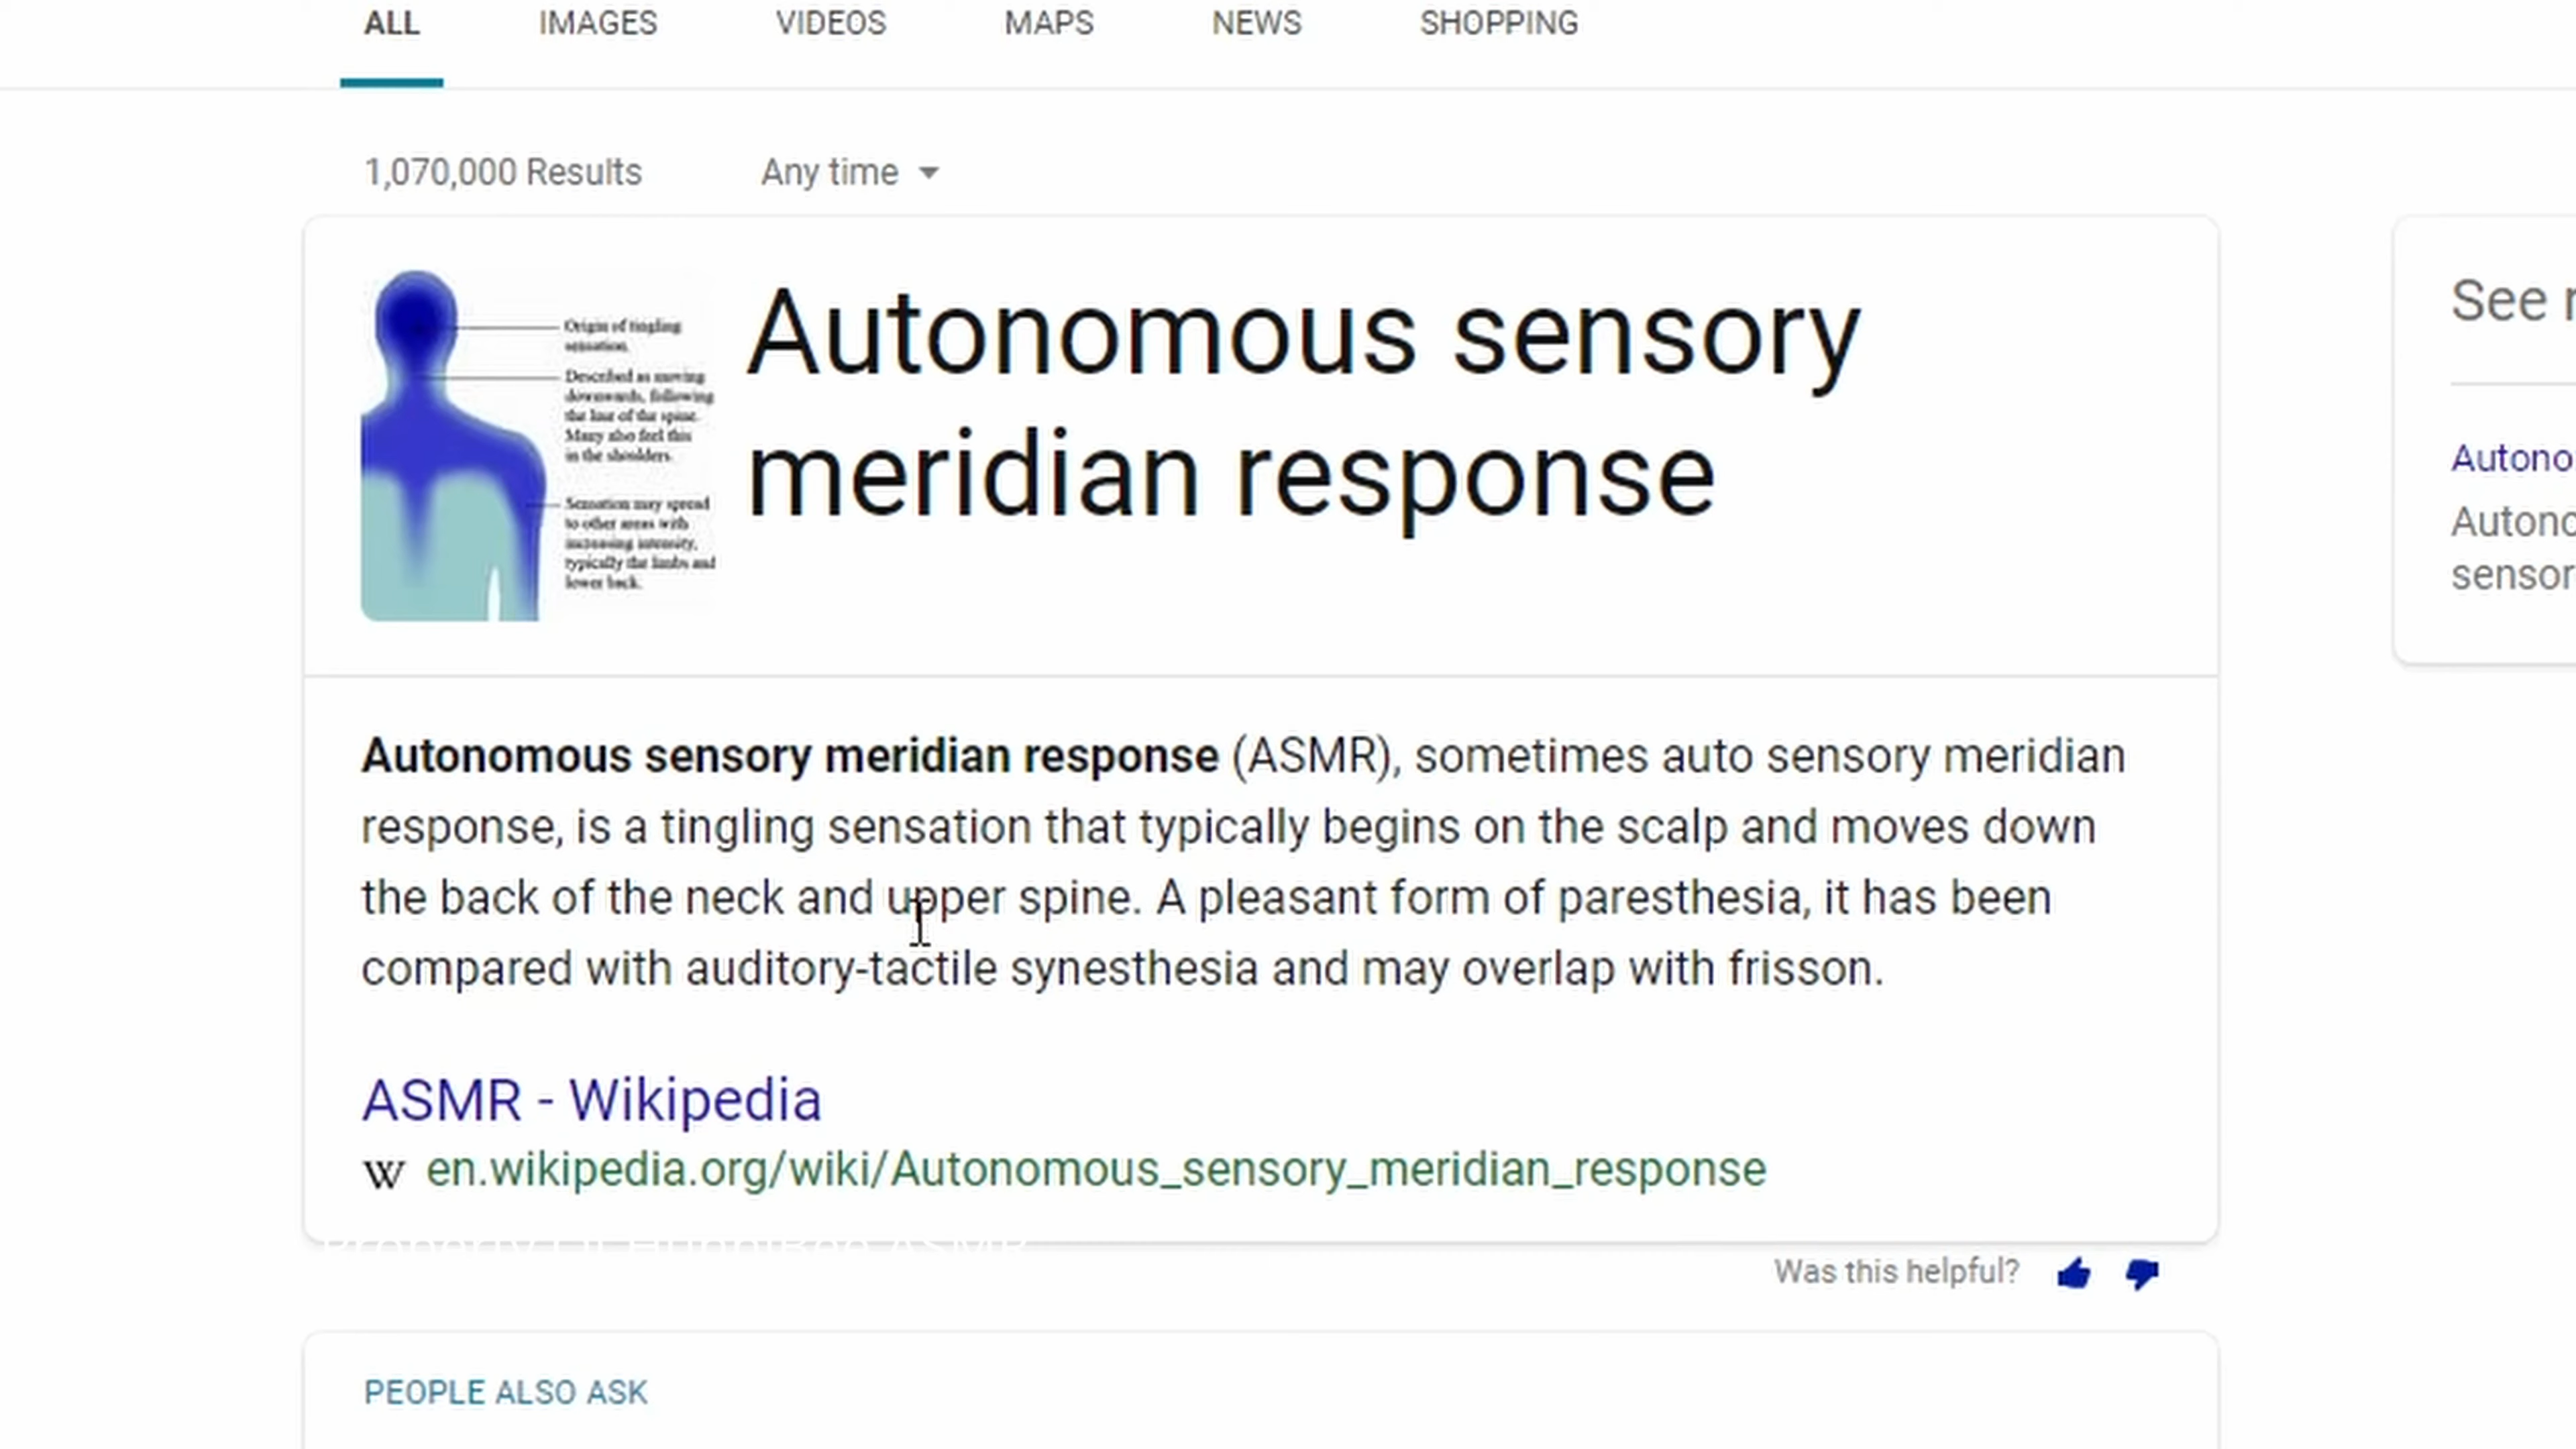 ALL IMAGES VIDEOS MAPS NEWS SHOPPING
1,070,000 Results Any time
Origin of tingling
sensation.
Described as moving
downwards, following
the line of the spine.
Many also feel this
in the shoulders.
Sensation may spread
to other areas with
increasing intensity,
typically the limbs and
lower back.
Autonomous sensory
meridian response
Autonomous sensory meridian response (ASMR), sometimes auto sensory meridian
response, is a tingling sensation that typically begins on the scalp and moves down
the back of the neck and upper spine. A pleasant form of paresthesia, it has been
compared with auditory-tactile synesthesia and may overlap with frisson.
ASMR - Wikipedia
W en.wikipedia.org/wiki/Autonomous_sensory_meridian_response
Was this helpful?
PEOPLE ALSO ASK
See
Autono
Autono
sensor